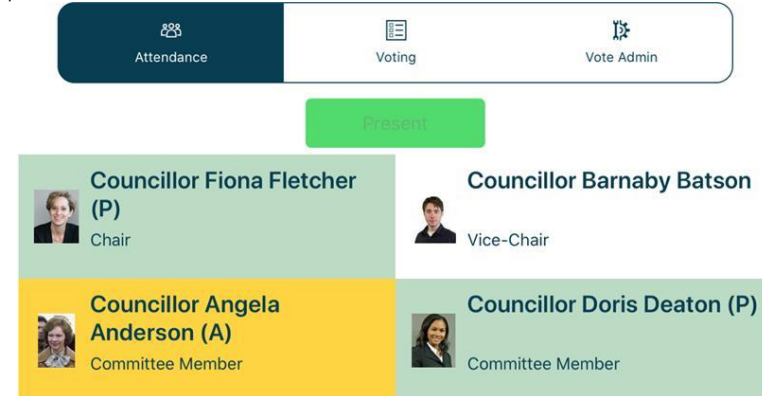 Attendance
Voting
Vote Admin
Present
Councillor Fiona Fletcher
(P)
Chair
Councillor Barnaby Batson
Vice-Chair
Councillor Angela
Anderson (A)
Committee Member
Councillor Doris Deaton (P)
Committee Member